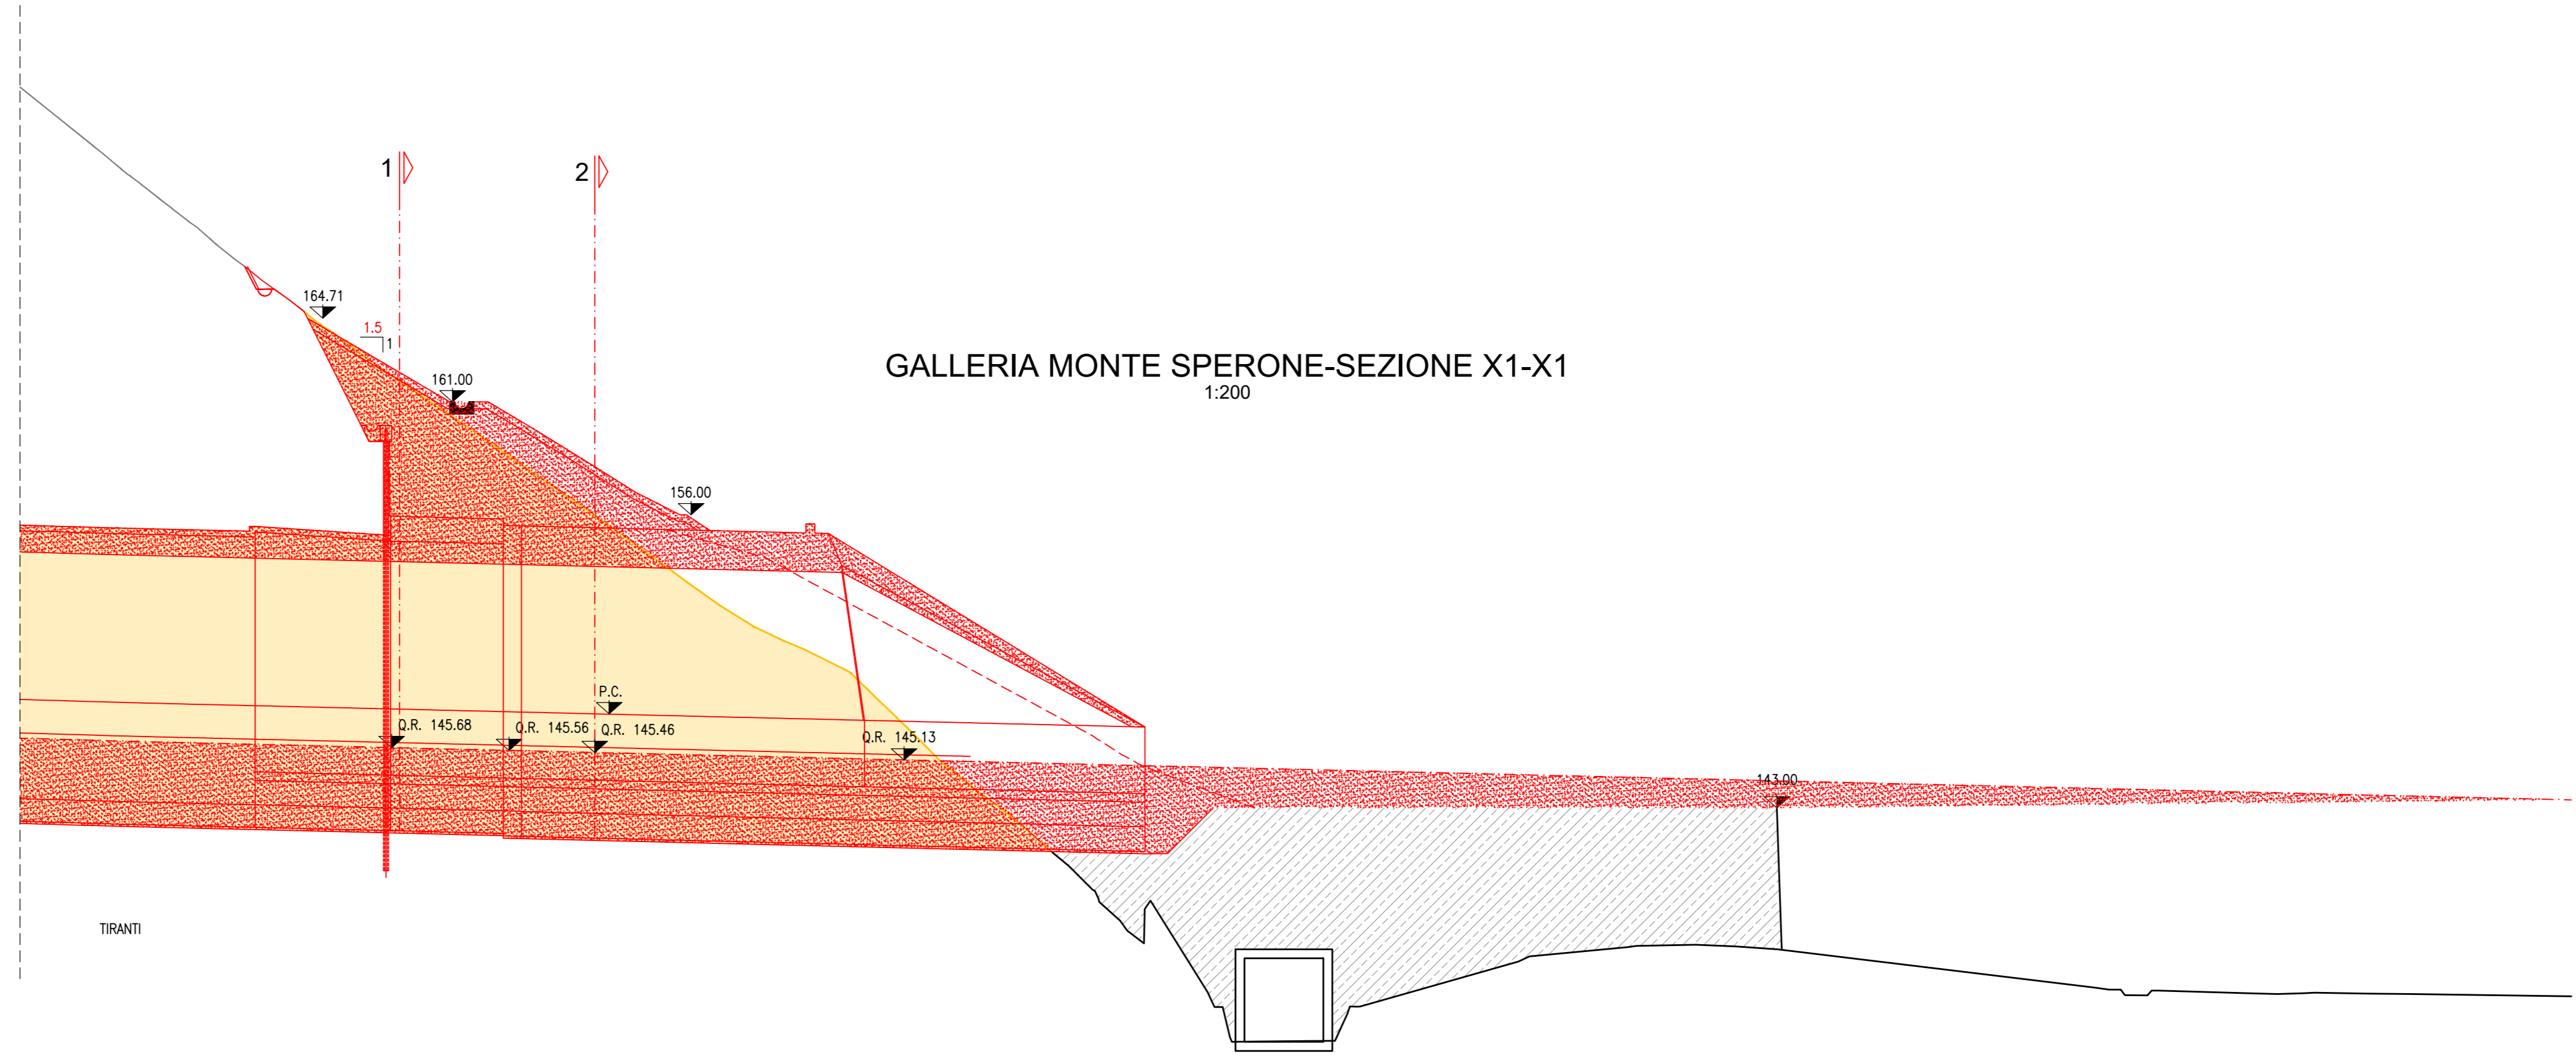 1
2
164.71
1.5
1
161.00
GALLERIA MONTE SPERONE-SEZIONE X1-X1
1:200
156.00
P.C.
Q.R. 145.68
Q.R. 145.56
Q.R. 145.46
Q.R. 145.13
143.00
TIRANTI